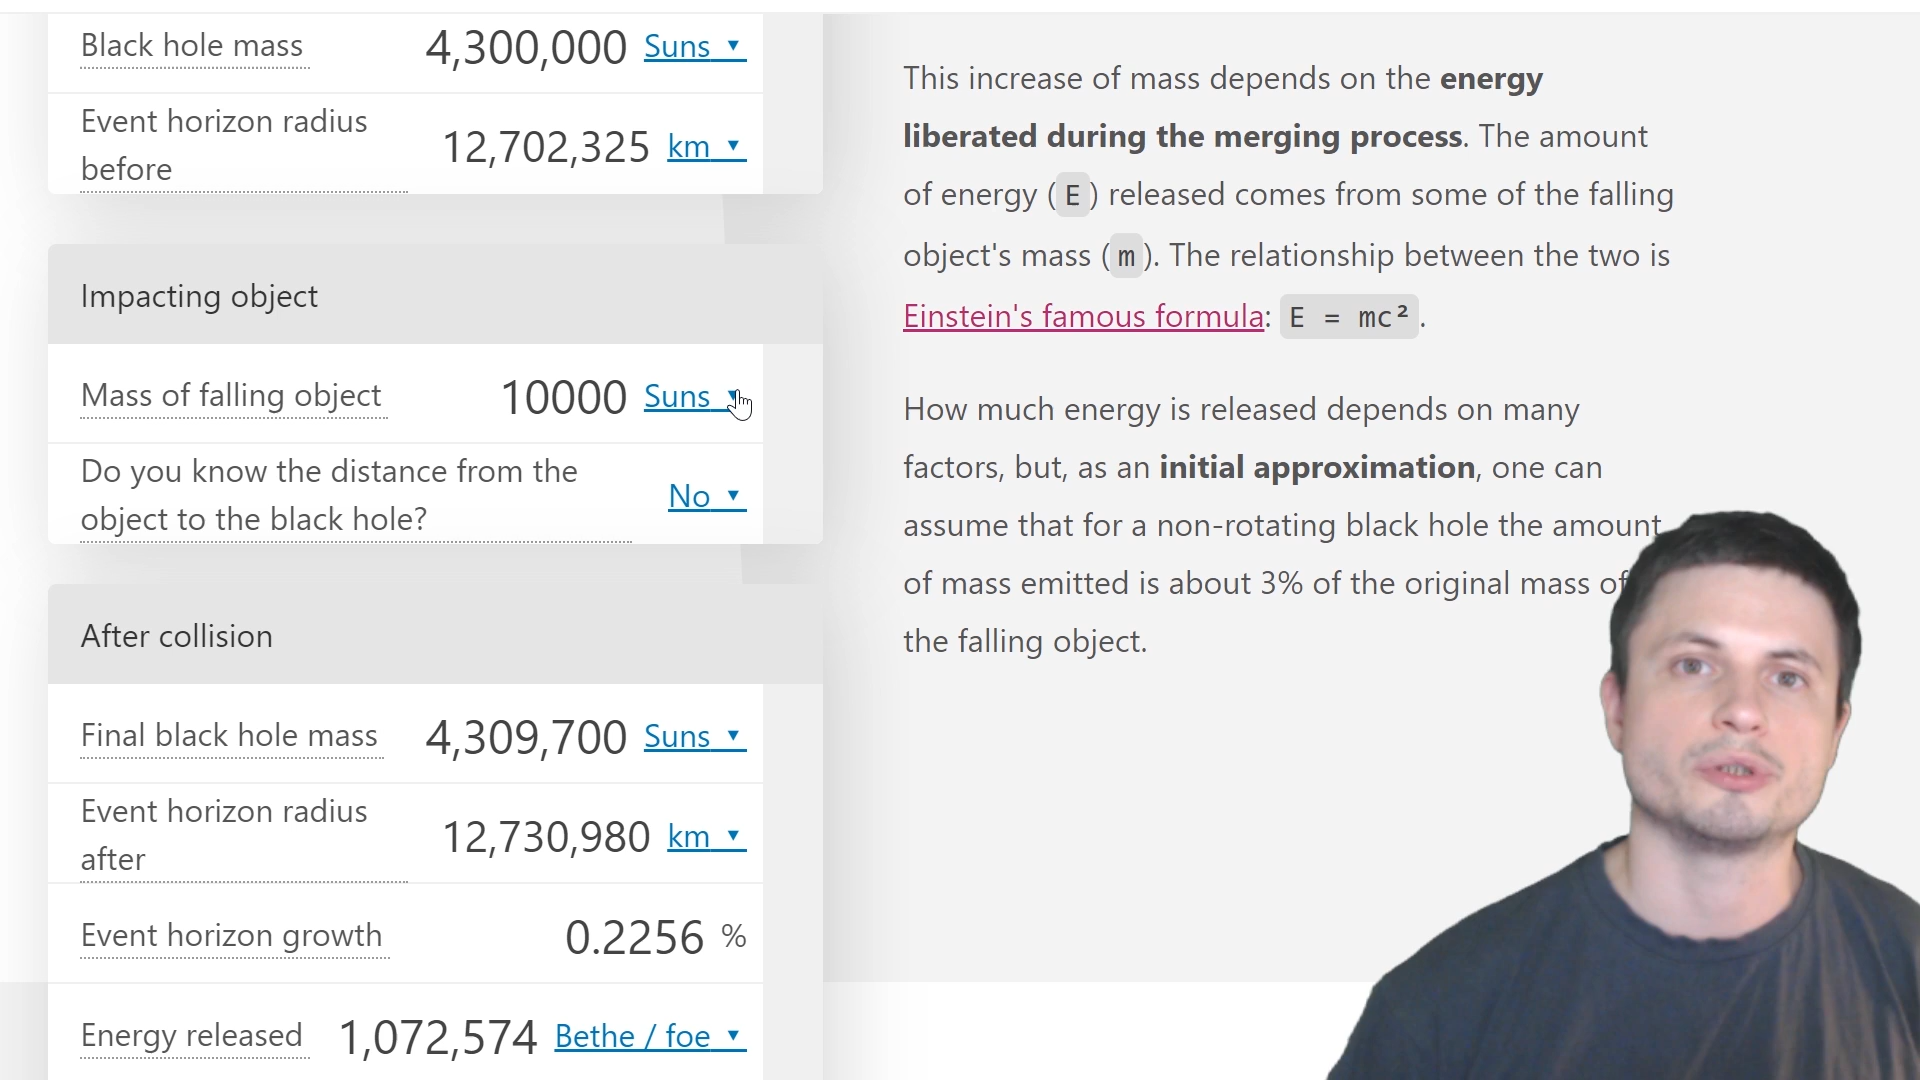 Black hole mass 4,300,000 Suns
Event horizon radius
before 12,702,325 km
Impacting object
Mass of falling object 10000 Suns
Do you know the distance from the
object to the black hole? No
After collision
Final black hole mass 4,309,700 Suns
Event horizon radius
after 12,730,980 km
Event horizon growth 0.2256 %
Energy released 1,072,574 Bethe / foe
This increase of mass depends on the energy
liberated during the merging process. The amount
of energy (E) released comes from some of the falling
object's mass (m). The relationship between the two is
Einstein's famous formula: E = mc².
How much energy is released depends on many
factors, but, as an initial approximation, one can
assume that for a non-rotating black hole the amount
of mass emitted is about 3% of the original mass of
the falling object.